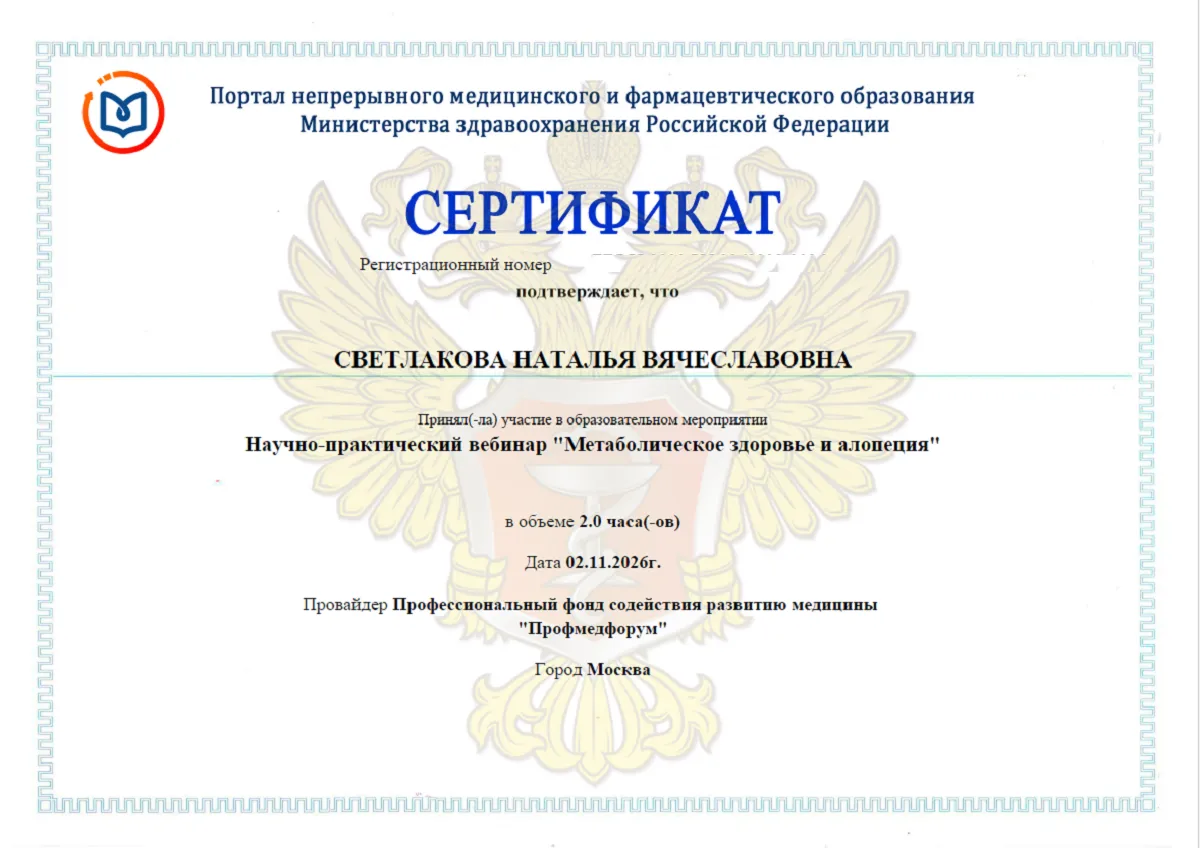 Портал непрерывного медицинского и фармацевтического образования
Министерства здравоохранения Российской Федерации
СЕРТИФИКАТ
Регистрационный номер
подтверждает, что
СВЕТЛАКОВА НАТАЛЬЯ ВЯЧЕСЛАВОВНА
Принял(-ла) участие в образовательном мероприятии
Научно-практический вебинар "Метаболическое здоровье и алопеция"
в объеме 2.0 часа(-ов)
Дата 02.11.2026г.
Провайдер Профессиональный фонд содействия развитию медицины
"Профмедфорум"
Город Москва